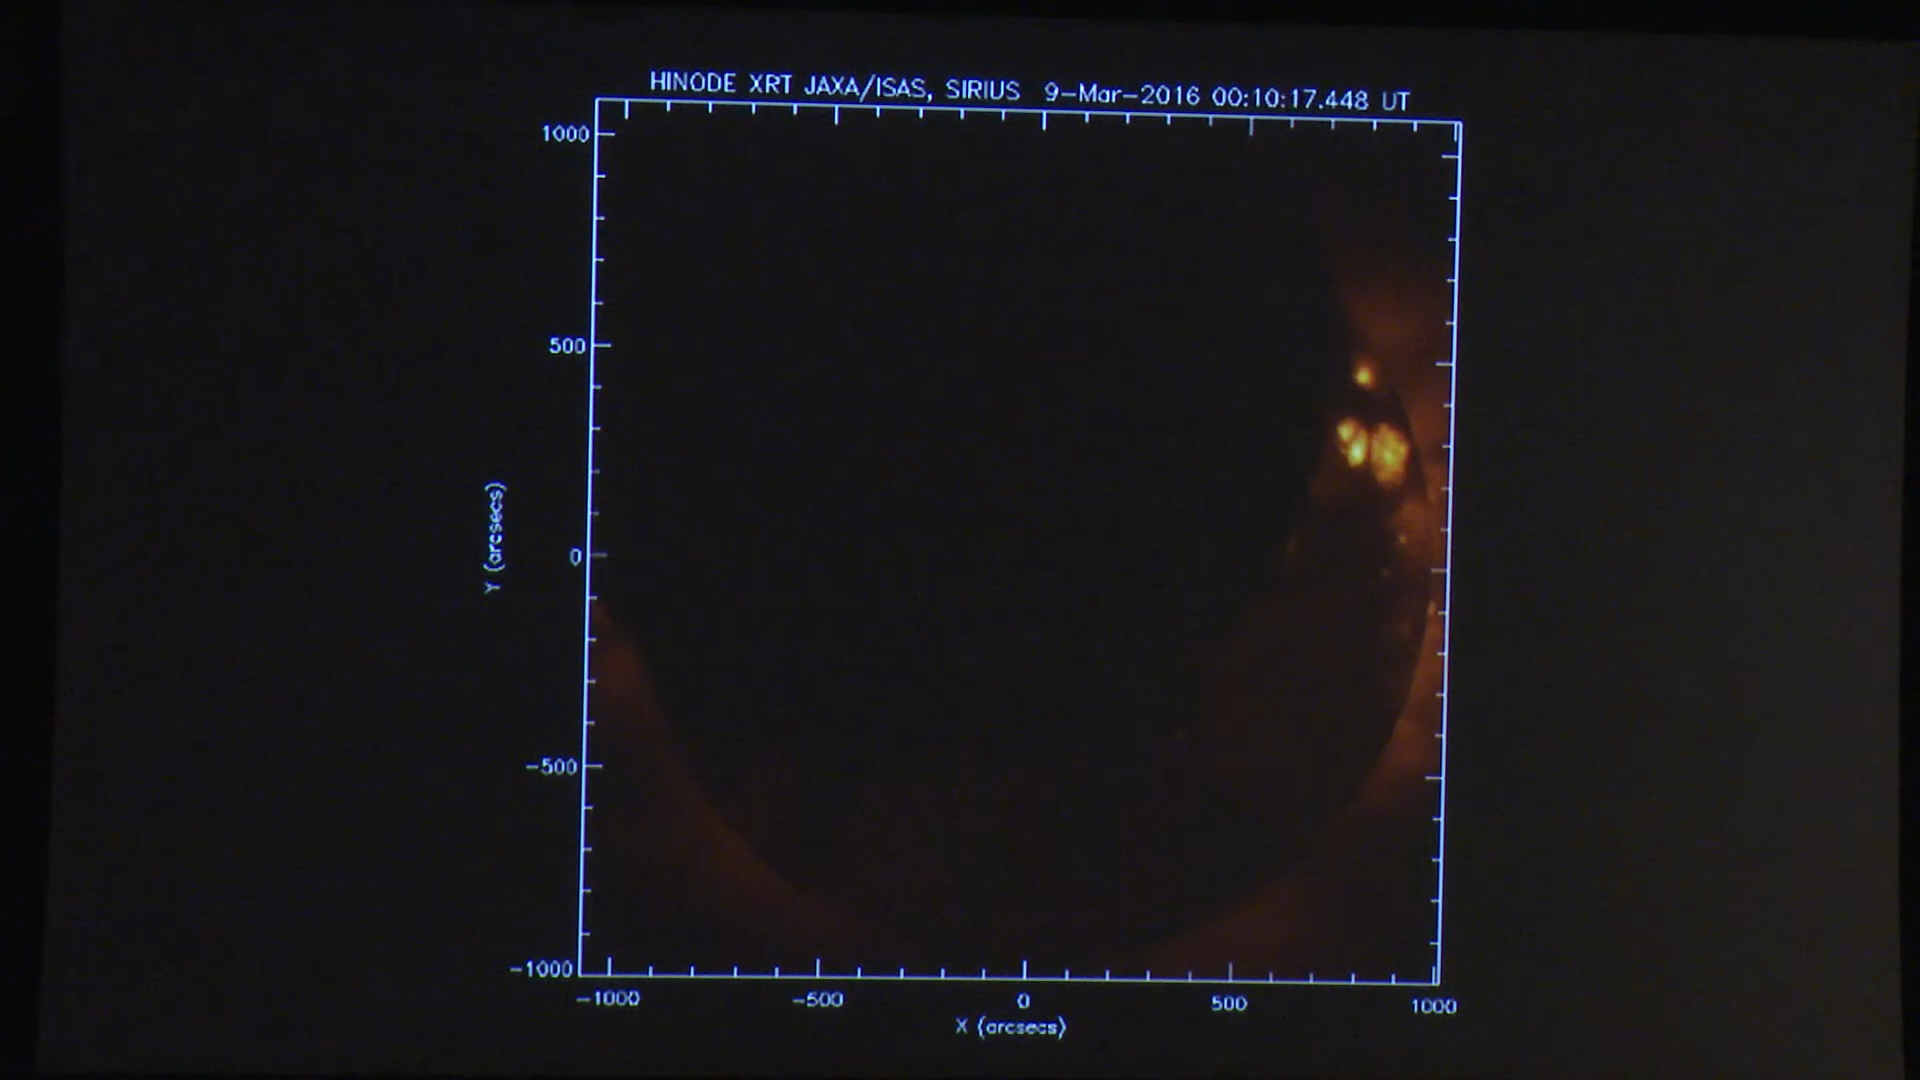 HINODE XRT JAXA/ISAS, SIRIUS 9-Mar-2016 00:10:17.448 UT
1000
500
0
-500
-1000
Y (arcsecs)
-1000 -500 0 500 1000
X (arcsecs)